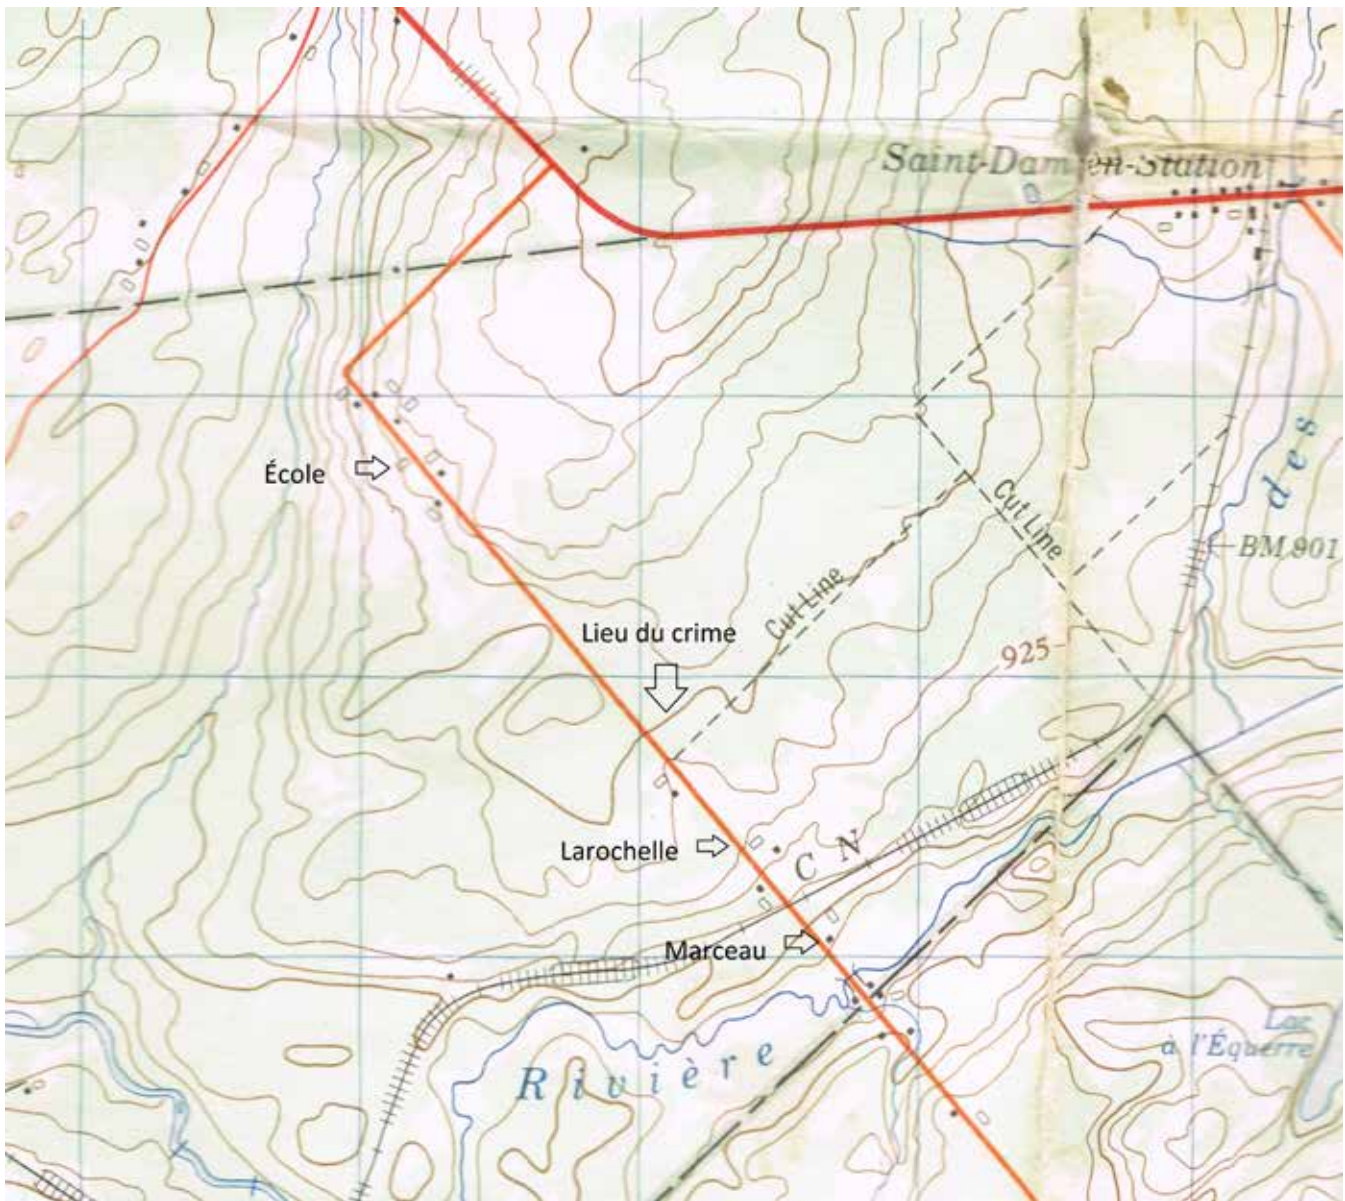 Saint-Damien-Station
École
Cut Line
des
BM 901
Cut Line
Lieu du crime
925
Larochelle
C N
Marceau
Lac
à l'Équerre
Rivière